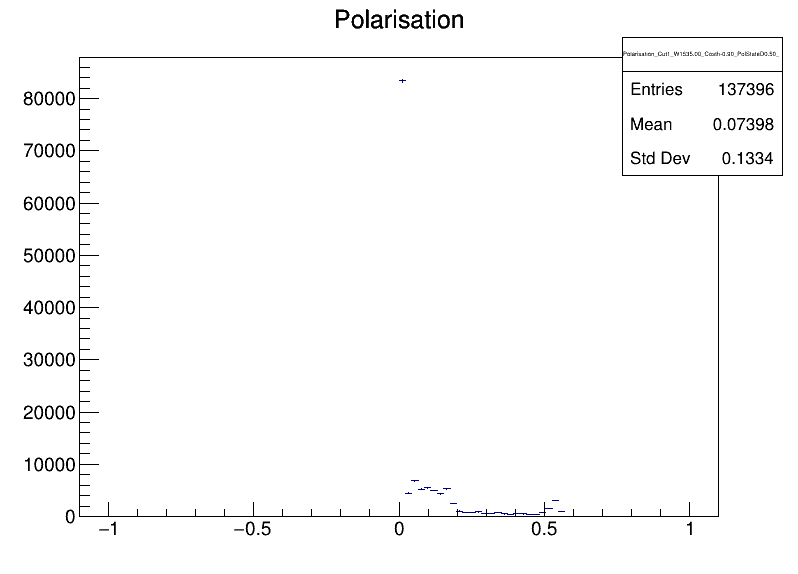 Polarisation
Polarisation_Cut1_W1535.00_Costh-0.90_PolStateD0.50_
Entries 137396
Mean 0.07398
Std Dev 0.1334
80000
70000
60000
50000
40000
30000
20000
10000
0
−1 −0.5 0 0.5 1